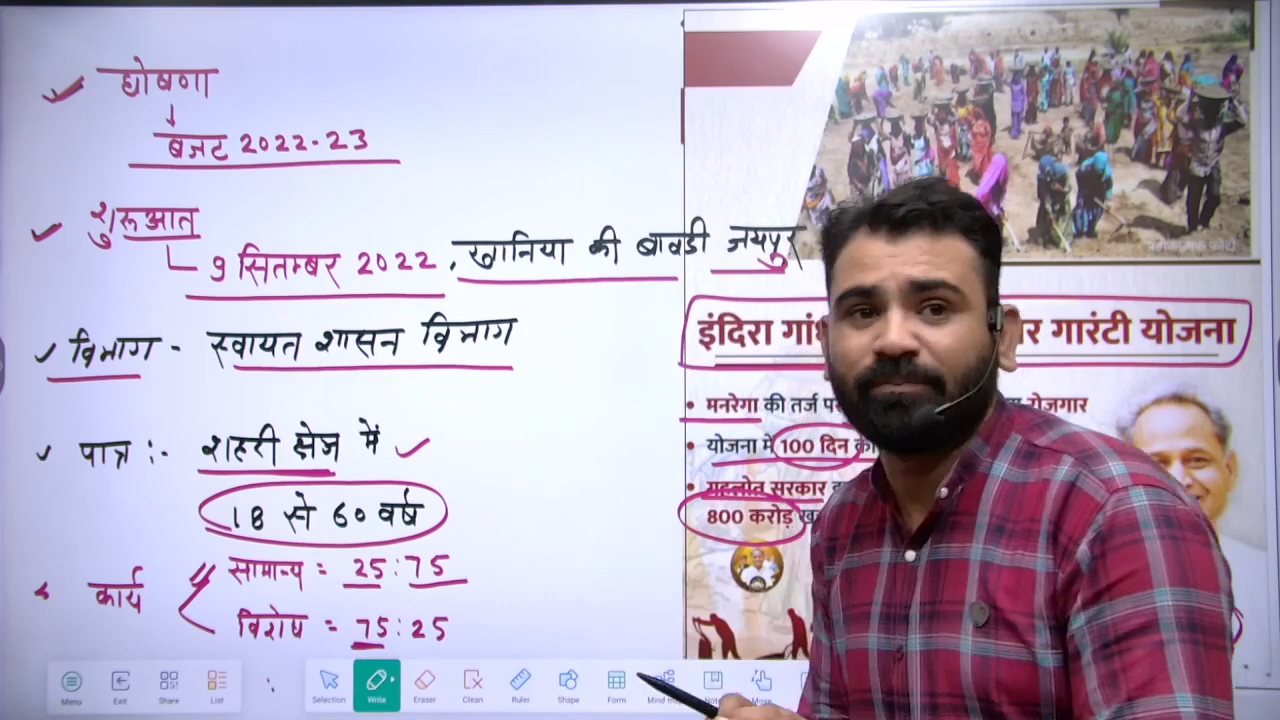 घोषणा
↓
बजट 2022-23
शुरूआत
9 सितम्बर 2022, खानिया की बावडी जयपुर
विभाग - स्वायत शासन विभाग
पात्र :- शहरी क्षेत्र में
18 से 60 वर्ष
कार्य
सामान्य = 25:75
विशेष = 75:25
इंदिरा गां र गारंटी योजना
• मनरेगा की तर्ज रोजगार
• योजना में 100 दिन
• गहलोत सरकार
800 करोड़
Menu Exit Share List Selection Write Eraser Clean Ruler Shape Form Mind More